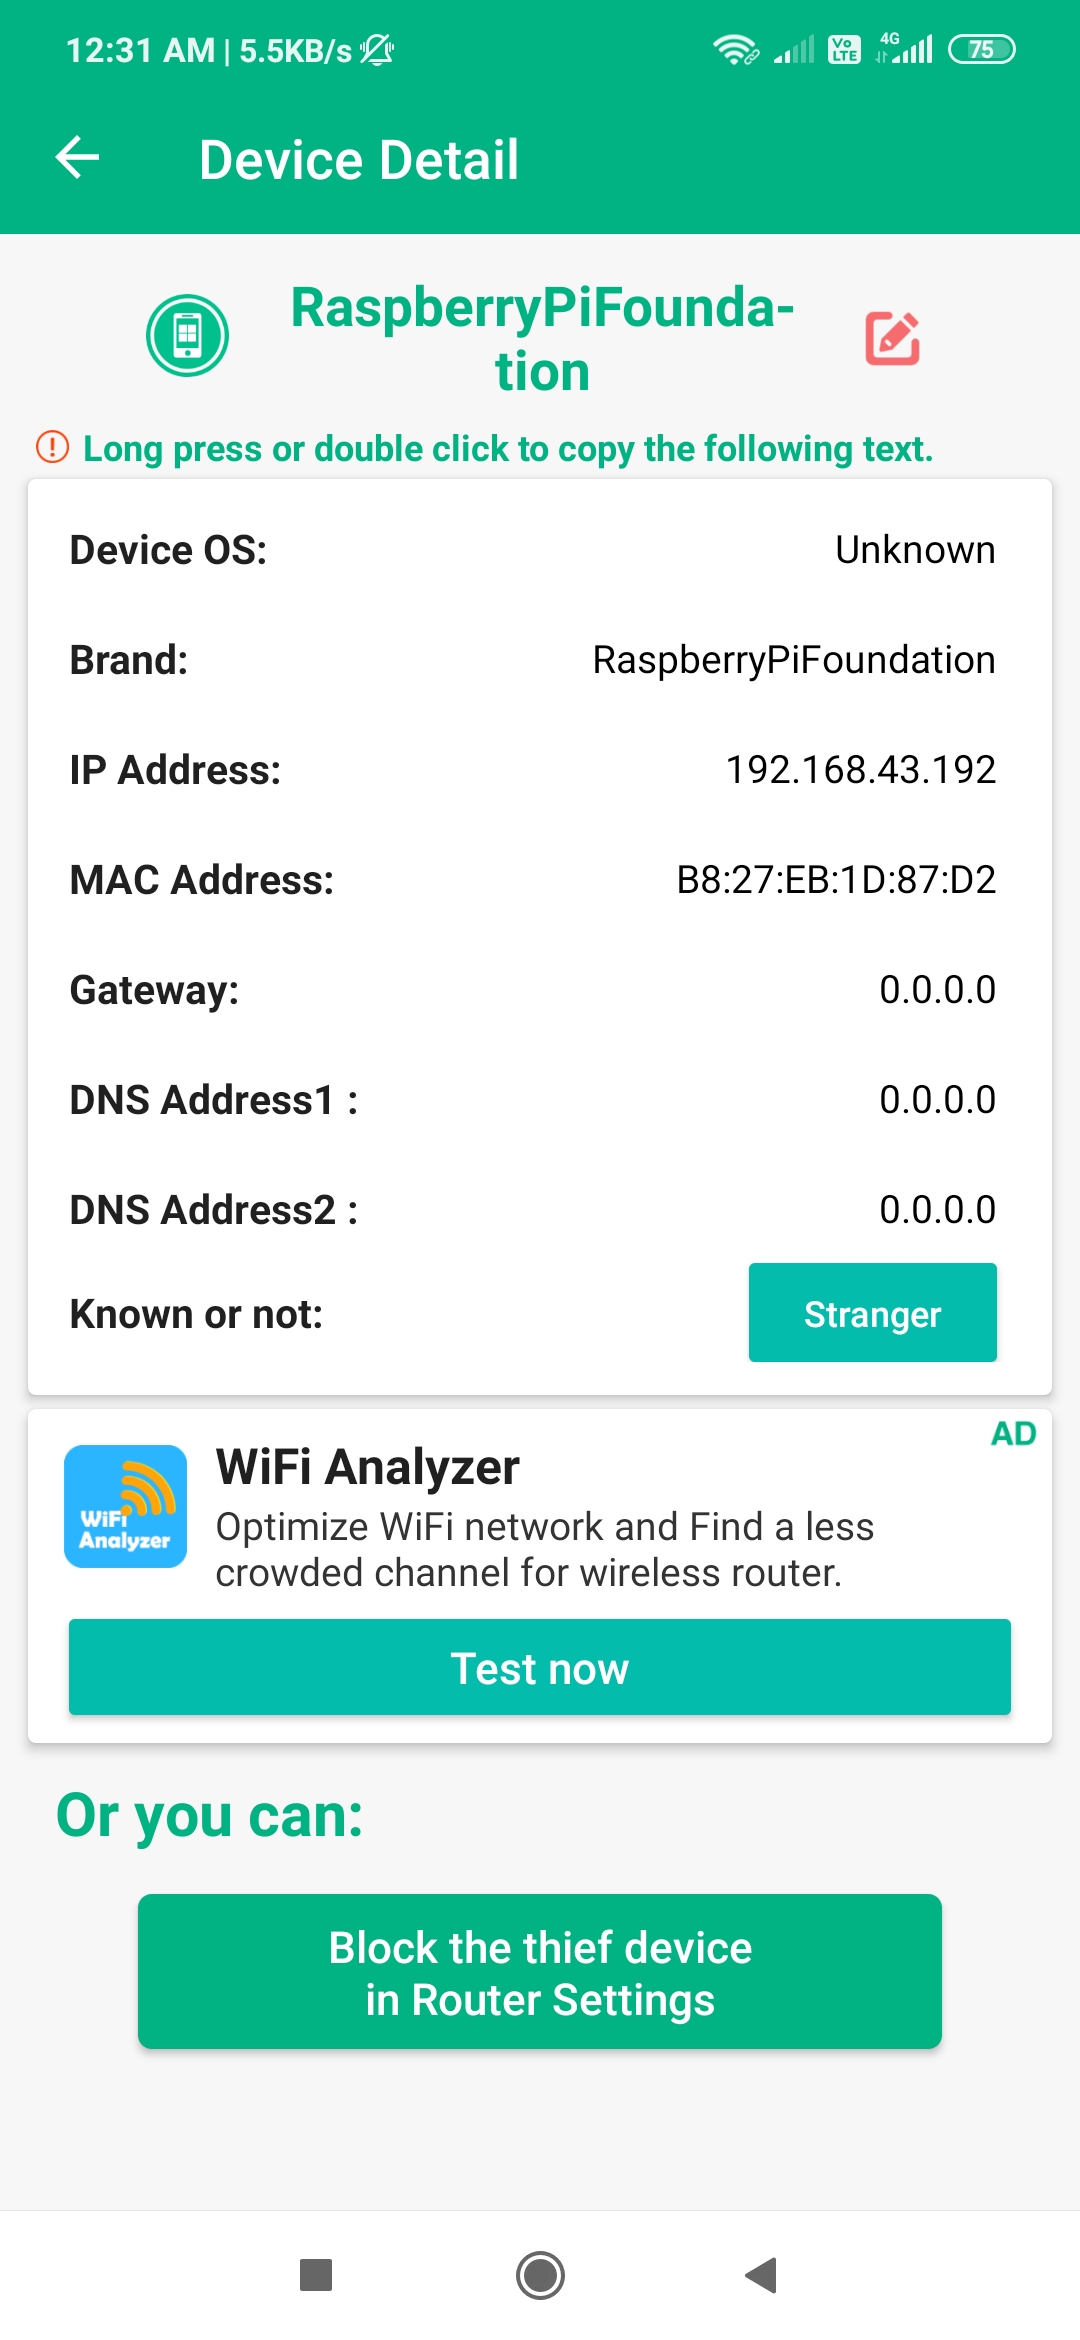 12:31 AM | 5.5KB/s
Vo LTE
4G
75
Device Detail
RaspberryPiFounda-
tion
Long press or double click to copy the following text.
Device OS: Unknown
Brand: RaspberryPiFoundation
IP Address: 192.168.43.192
MAC Address: B8:27:EB:1D:87:D2
Gateway: 0.0.0.0
DNS Address1 : 0.0.0.0
DNS Address2 : 0.0.0.0
Known or not: Stranger
AD
WiFi
Analyzer
WiFi Analyzer
Optimize WiFi network and Find a less
crowded channel for wireless router.
Test now
Or you can:
Block the thief device
in Router Settings